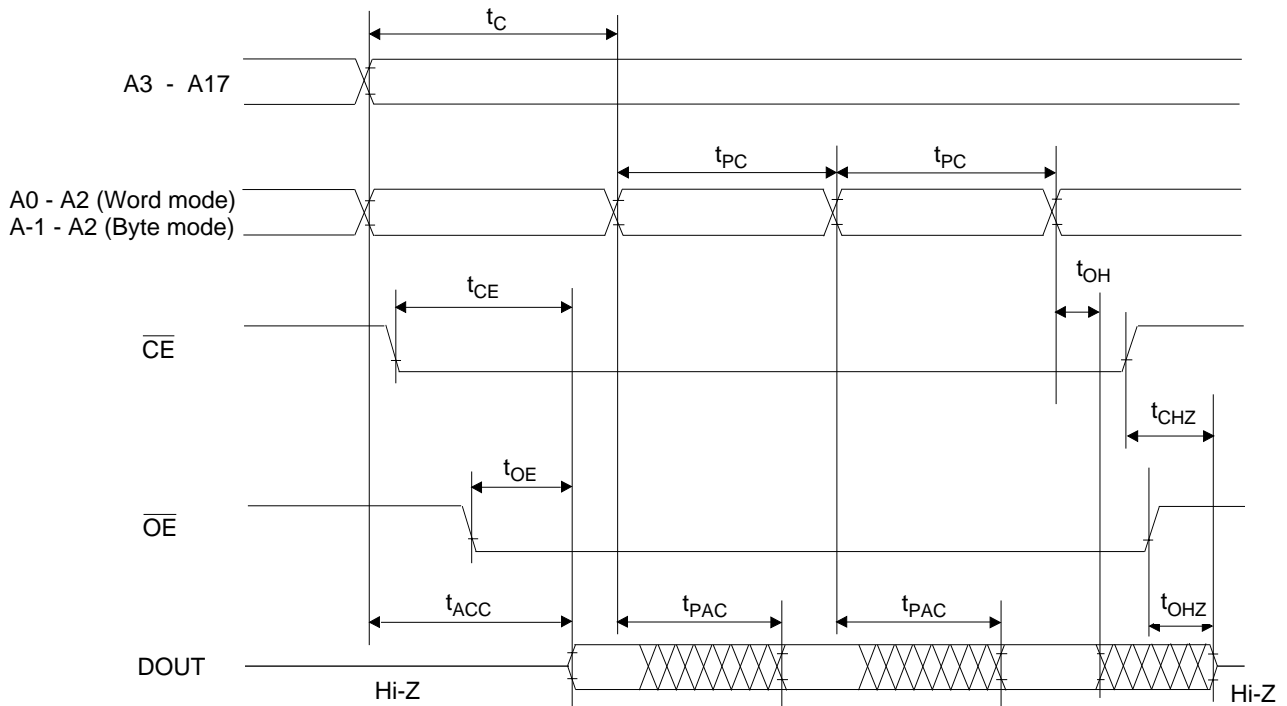 tC
A3 - A17
tPC
tPC
A0 - A2 (Word mode)
A-1 - A2 (Byte mode)
tOH
tCE
CE
tCHZ
tOE
OE
tACC
tPAC
tPAC
tOHZ
DOUT
Hi-Z
Hi-Z